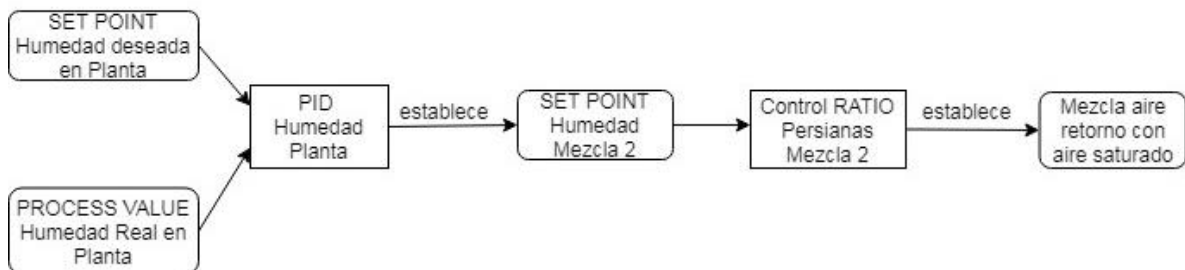 SET POINT
Humedad deseada
en Planta
PID
Humedad
Planta
establece
SET POINT
Humedad
Mezcla 2
Control RATIO
Persianas
Mezcla 2
establece
Mezcla aire
retorno con
aire saturado
PROCESS VALUE
Humedad Real en
Planta